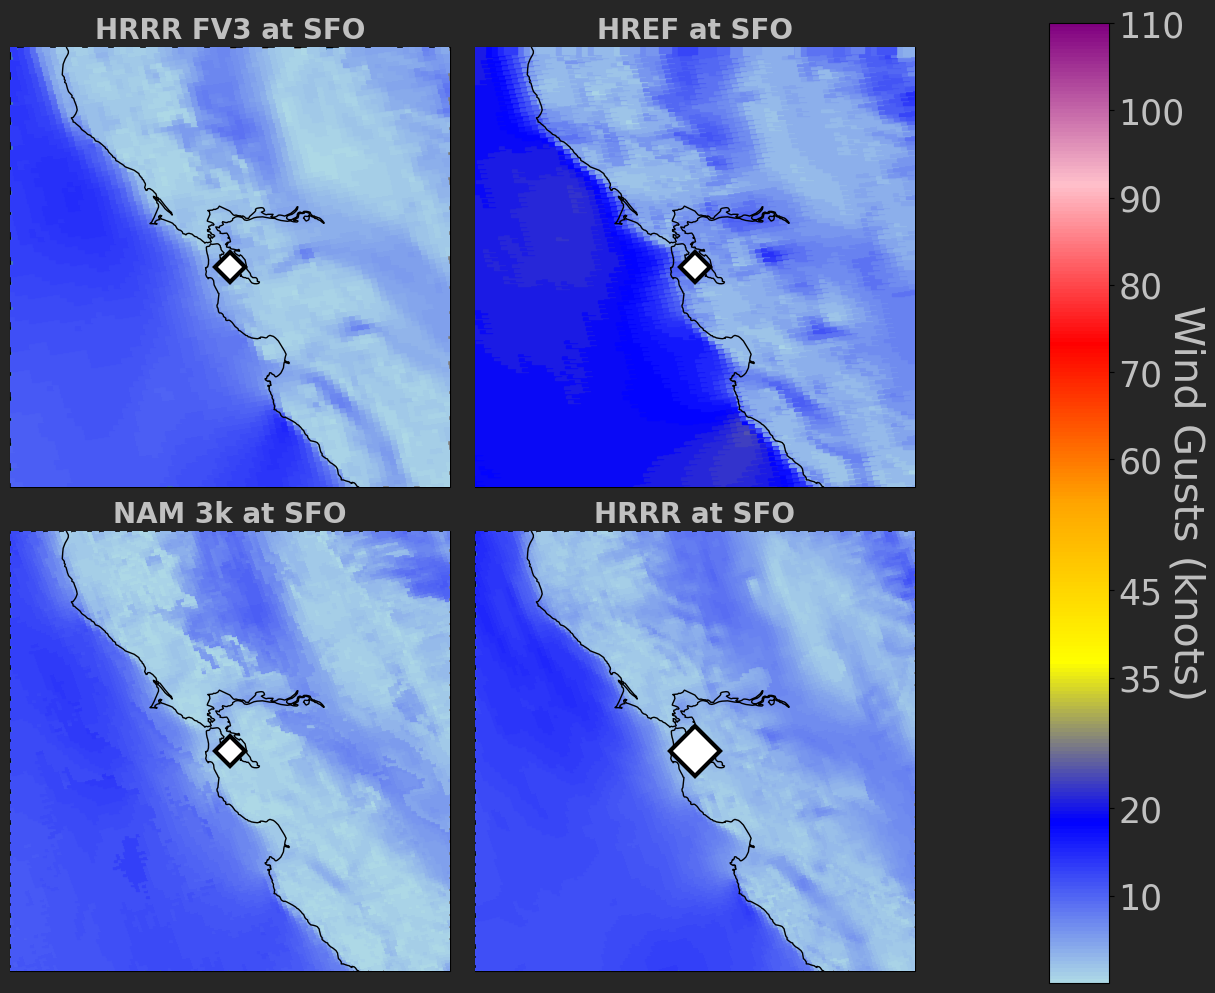 HRRR FV3 at SFO
HREF at SFO
NAM 3k at SFO
HRRR at SFO
110
100
90
80
70
60
45
35
20
10
Wind Gusts (knots)